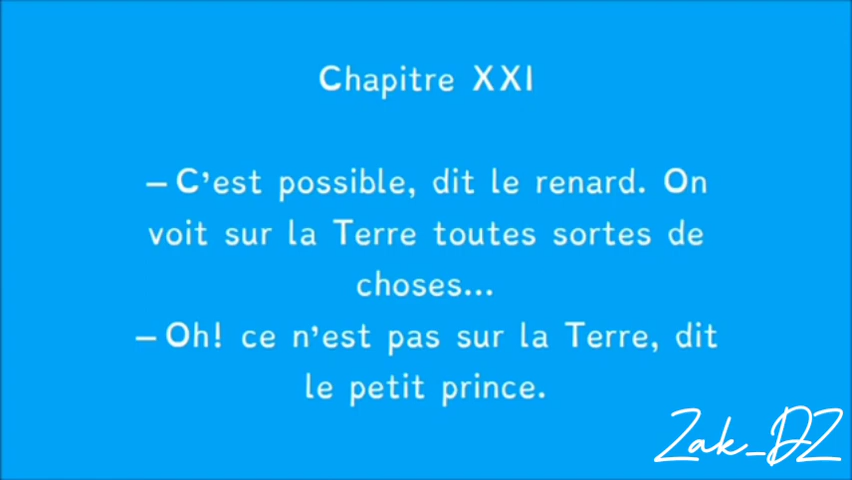 Chapitre XXI
– C'est possible, dit le renard. On
voit sur la Terre toutes sortes de
choses...
– Oh! ce n'est pas sur la Terre, dit
le petit prince.
Zak_DZ